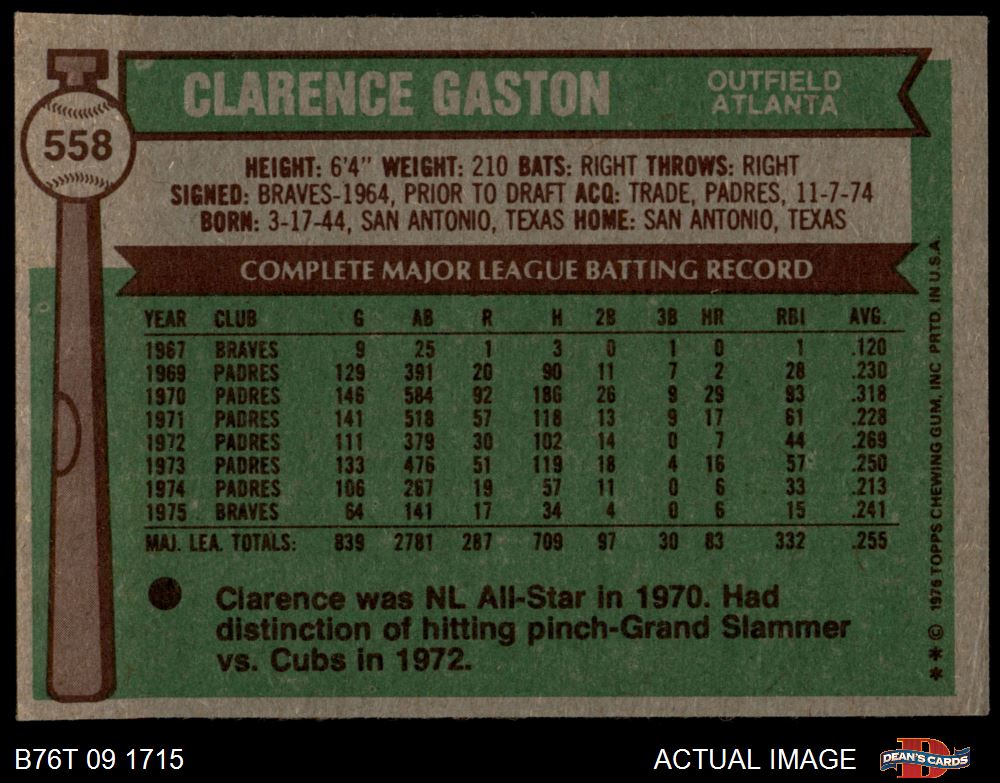 CLARENCE GASTON
OUTFIELD
ATLANTA
558
HEIGHT: 6'4" WEIGHT: 210 BATS: RIGHT THROWS: RIGHT
SIGNED: BRAVES-1964, PRIOR TO DRAFT ACQ: TRADE, PADRES, 11-7-74
BORN: 3-17-44, SAN ANTONIO, TEXAS HOME: SAN ANTONIO, TEXAS
COMPLETE MAJOR LEAGUE BATTING RECORD
YEAR CLUB G AB R H 2B 3B HR RBI AVG.
1967 BRAVES 9 25 1 3 0 1 0 1 .120
1969 PADRES 129 391 20 90 11 7 2 28 .230
1970 PADRES 146 584 92 186 26 9 29 93 .318
1971 PADRES 141 518 57 118 13 9 17 61 .228
1972 PADRES 111 379 30 102 14 0 7 44 .269
1973 PADRES 133 476 51 119 18 4 16 57 .250
1974 PADRES 106 267 19 57 11 0 6 33 .213
1975 BRAVES 64 141 17 34 4 0 6 15 .241
MAJ. LEA. TOTALS: 839 2781 287 709 97 30 83 332 .255
Clarence was NL All-Star in 1970. Had
distinction of hitting pinch-Grand Slammer
vs. Cubs in 1972.
** © 1976 TOPPS CHEWING GUM, INC PRTD. IN U.S.A.
B76T 09 1715
ACTUAL IMAGE
DEAN'S CARDS